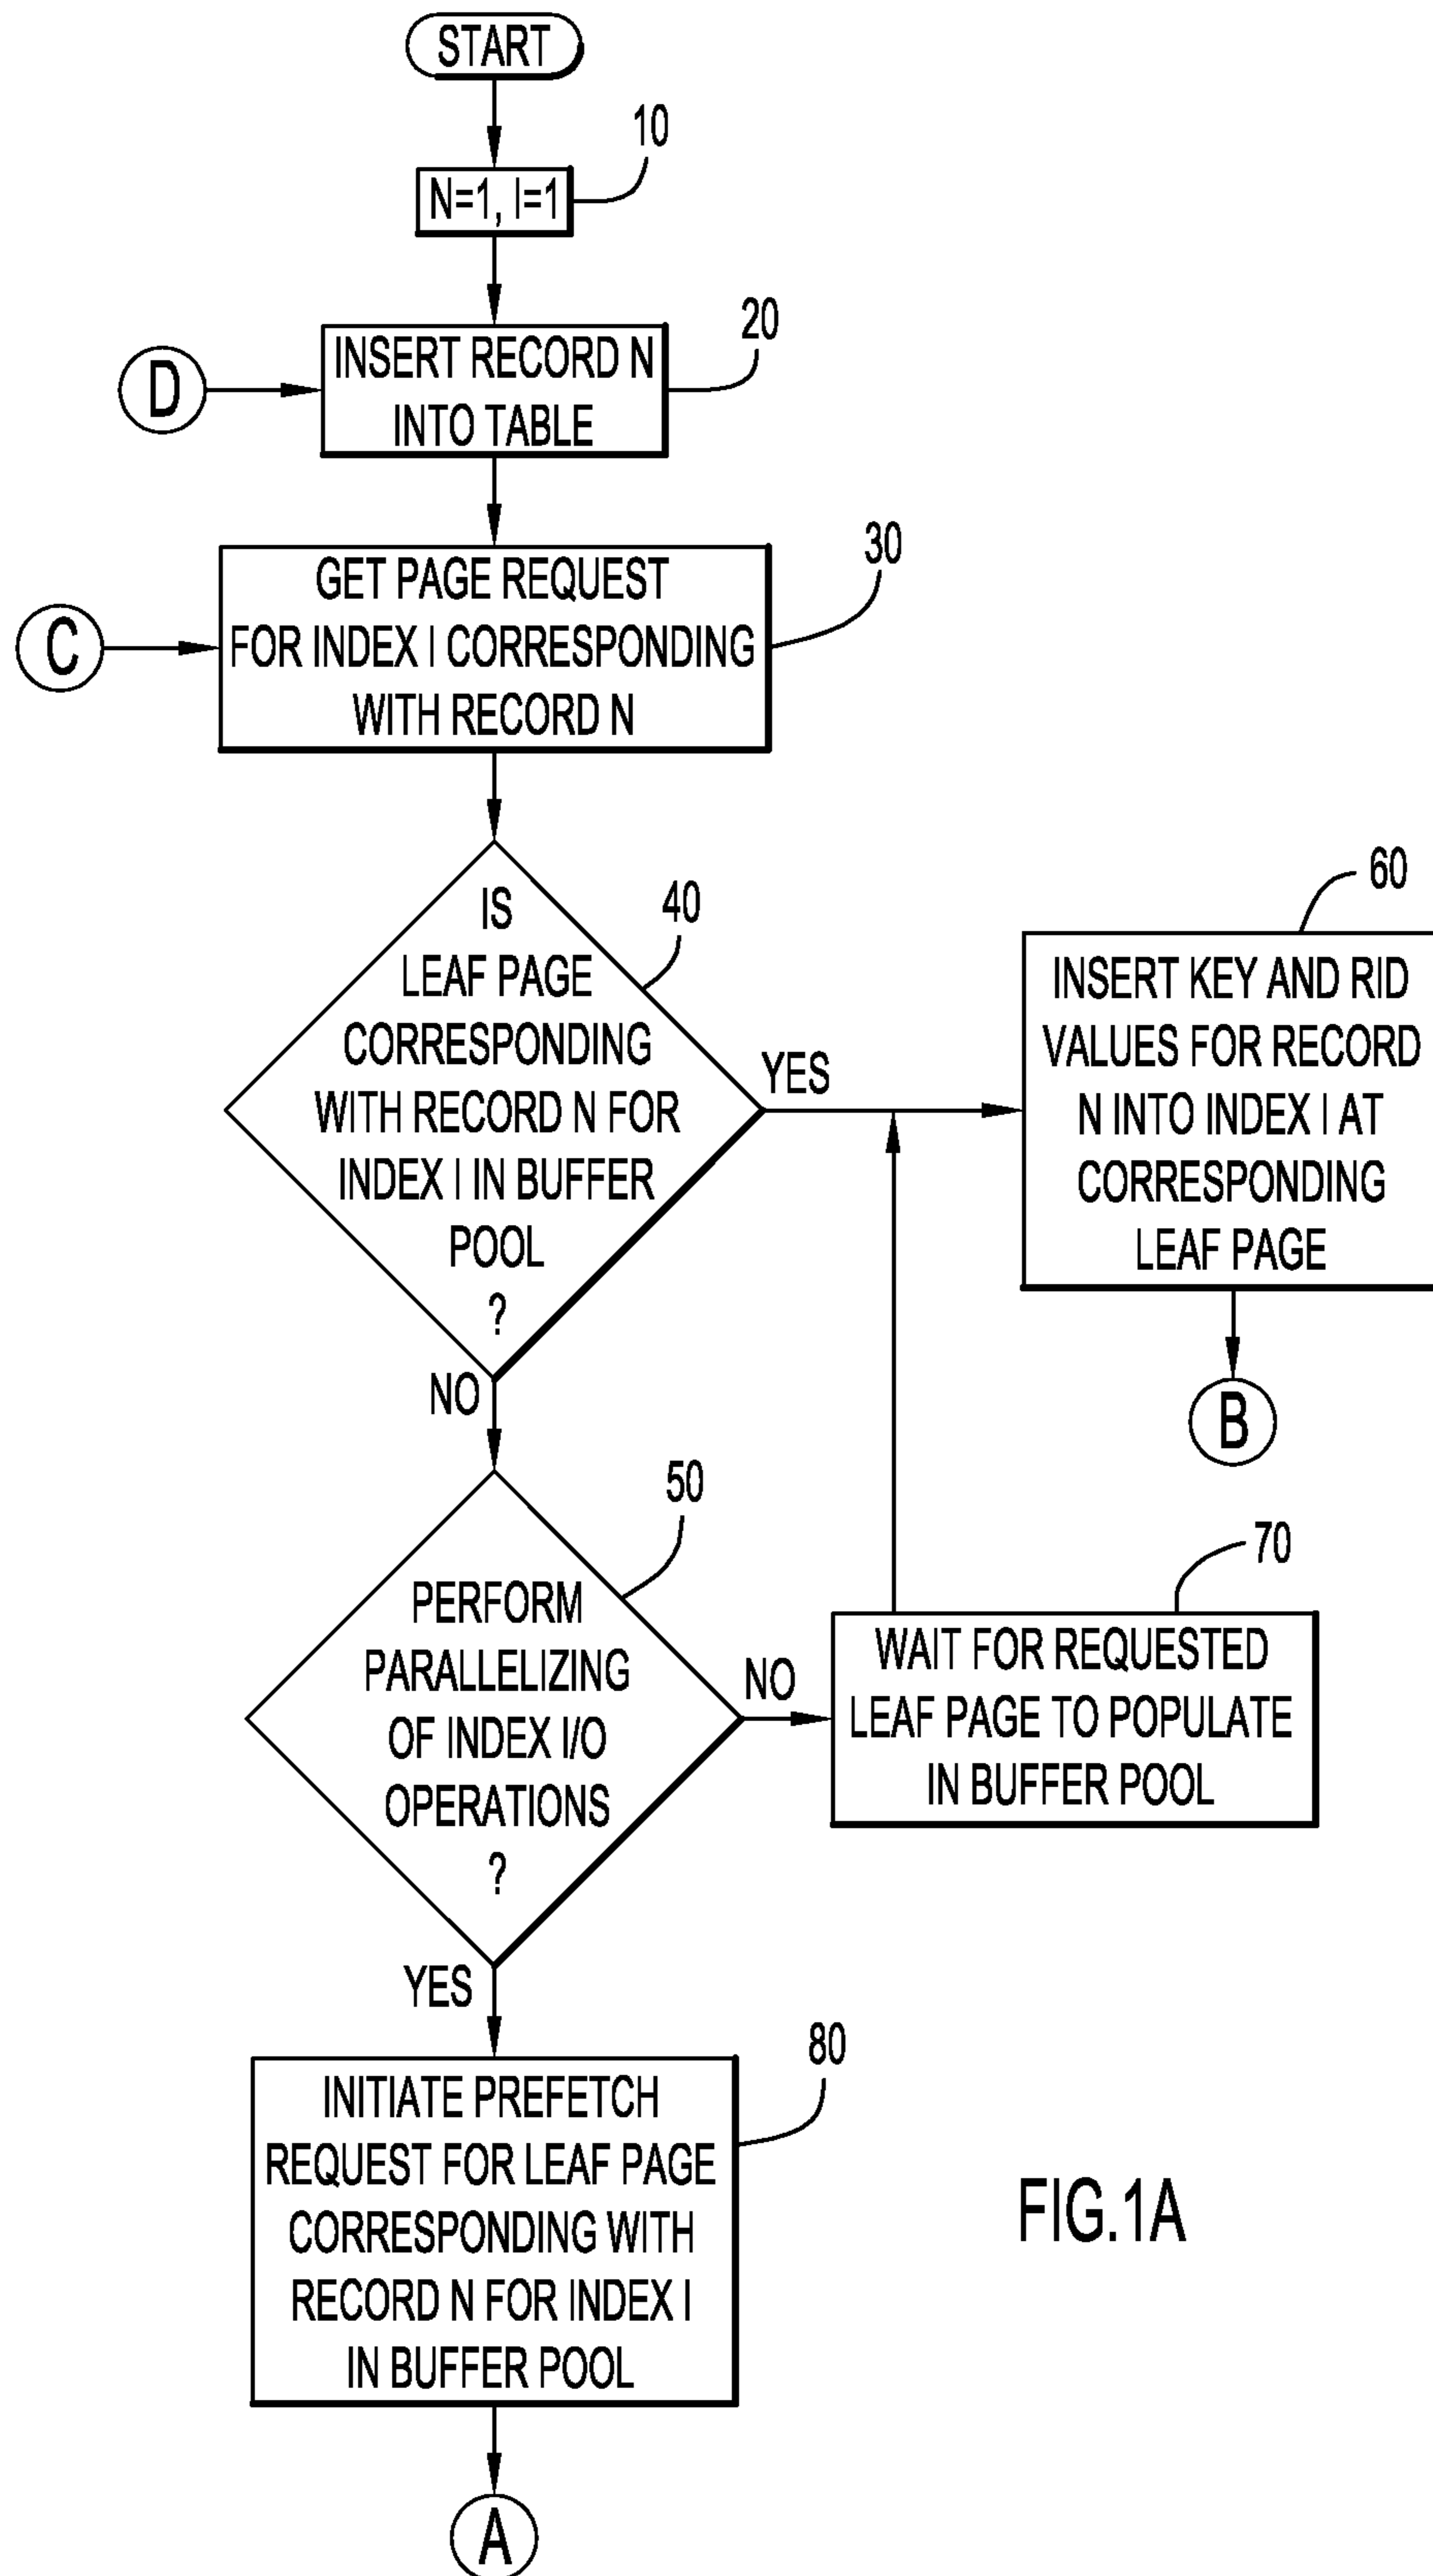 START
10
N=1, I=1
20
INSERT RECORD N
INTO TABLE
D
30
GET PAGE REQUEST
FOR INDEX I CORRESPONDING
WITH RECORD N
C
40
IS
LEAF PAGE
CORRESPONDING
WITH RECORD N FOR
INDEX I IN BUFFER
POOL
?
YES
60
INSERT KEY AND RID
VALUES FOR RECORD
N INTO INDEX I AT
CORRESPONDING
LEAF PAGE
B
NO
50
PERFORM
PARALLELIZING
OF INDEX I/O
OPERATIONS
?
NO
70
WAIT FOR REQUESTED
LEAF PAGE TO POPULATE
IN BUFFER POOL
YES
80
INITIATE PREFETCH
REQUEST FOR LEAF PAGE
CORRESPONDING WITH
RECORD N FOR INDEX I
IN BUFFER POOL
A
FIG.1A